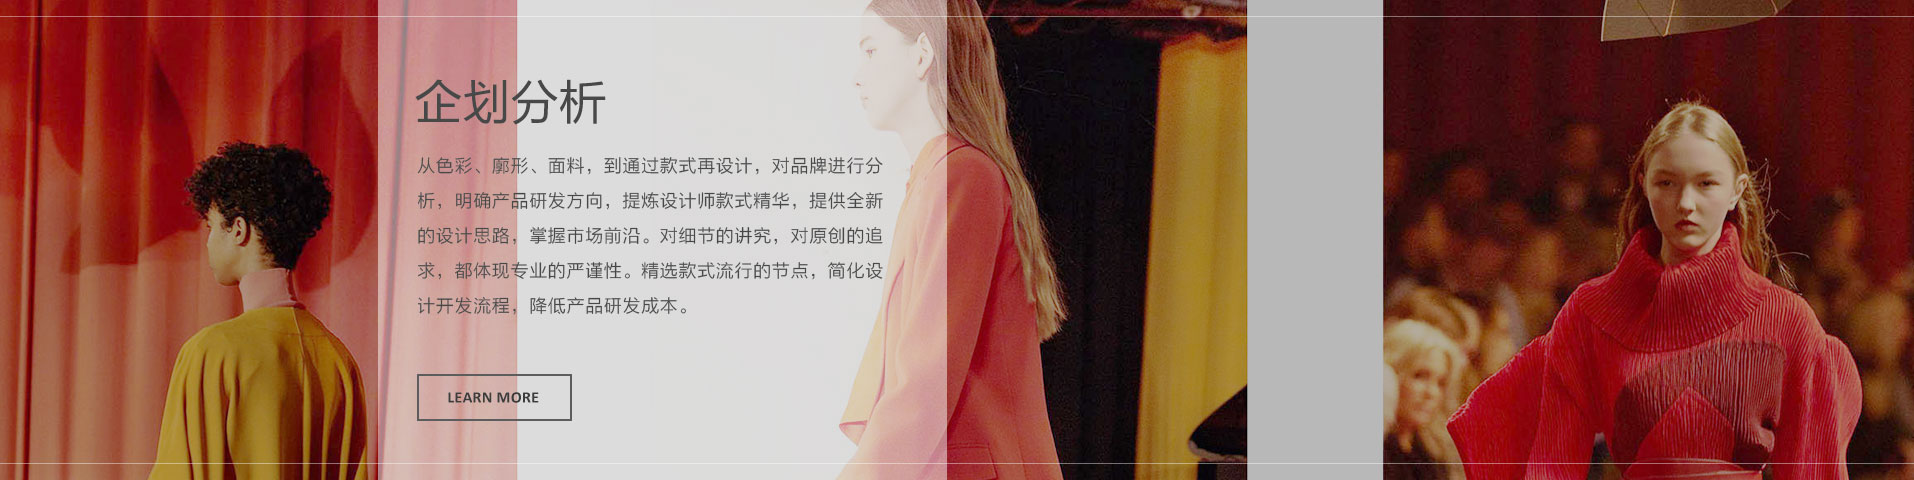 企划分析
从色彩、廓形、面料，到通过款式再设计，对品牌进行分
析，明确产品研发方向，提炼设计师款式精华，提供全新
的设计思路，掌握市场前沿。对细节的讲究，对原创的追
求，都体现专业的严谨性。精选款式流行的节点，简化设
计开发流程，降低产品研发成本。
LEARN MORE